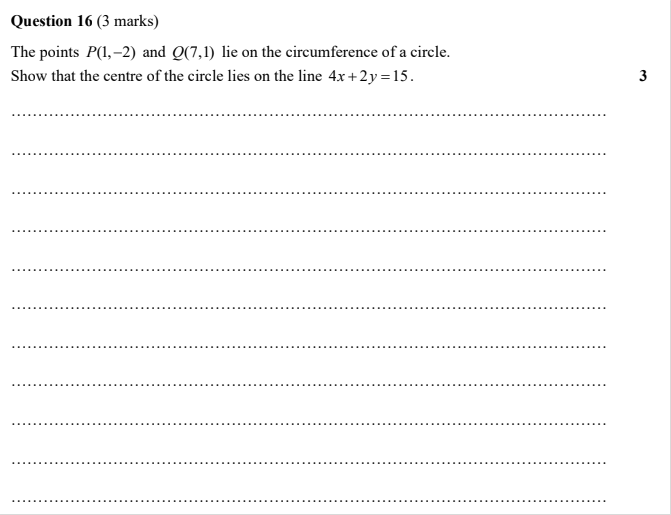 Question 16 (3 marks)
The points P(1,−2) and Q(7,1) lie on the circumference of a circle.
Show that the centre of the circle lies on the line 4x+2y=15. 3